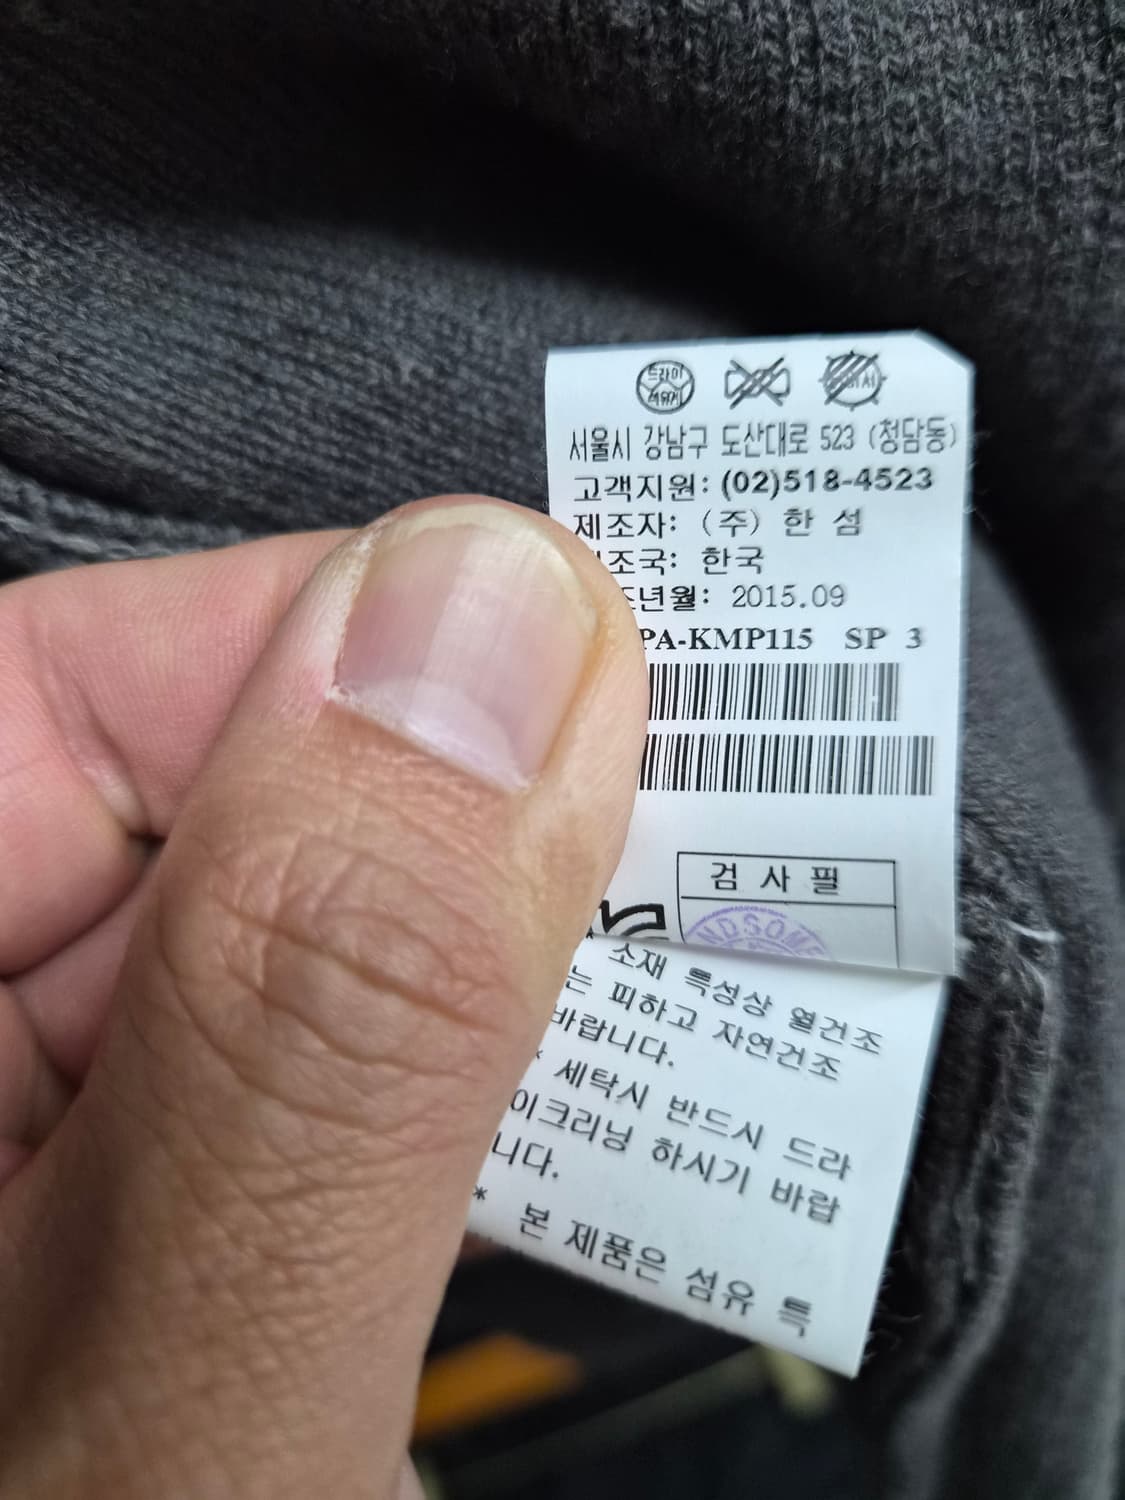 드라이
서울시 강남구 도산대로 523 (청담동)
고객지원: (02)518-4523
제조자: (주) 한 섬
조국: 한국
년월: 2015.09
PA-KMP115 SP 3
검 사 필
NDSOME
* 소재 특성상 열건조
는 피하고 자연건조
바랍니다.
* 세탁시 반드시 드라
이크리닝 하시기 바랍
니다.
* 본 제품은 섬유 특